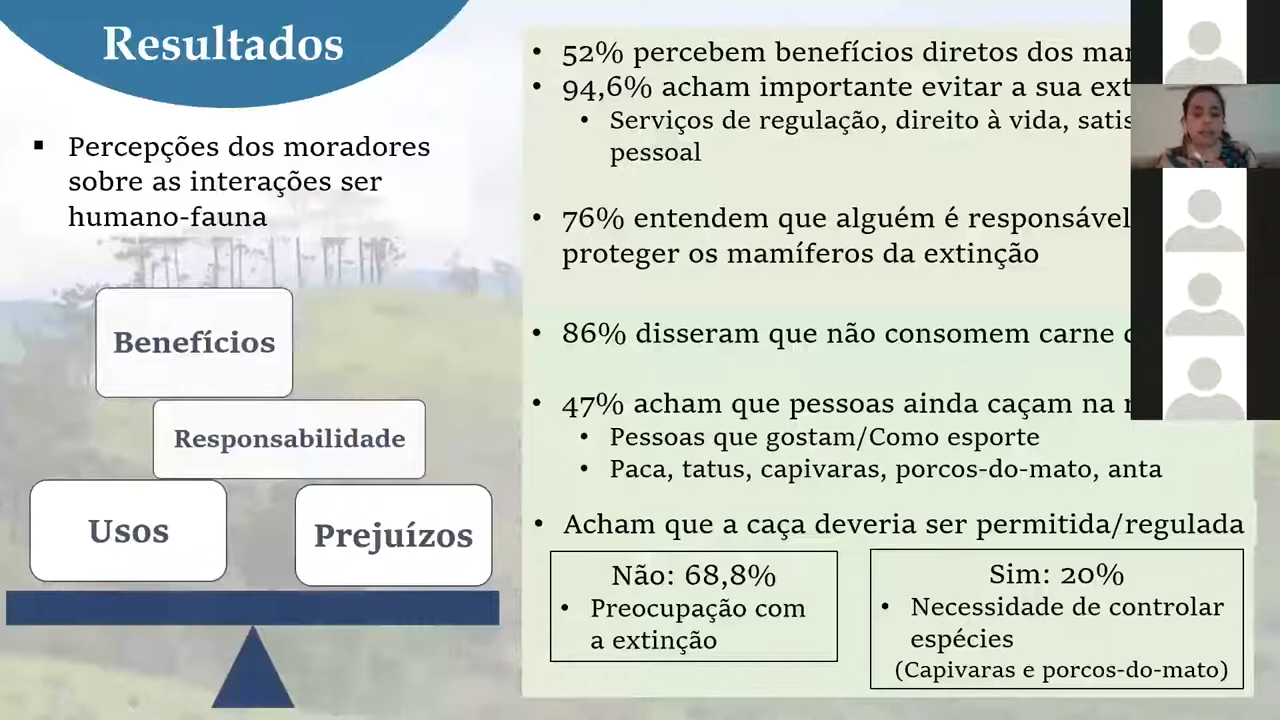 Resultados
▪ Percepções dos moradores
sobre as interações ser
humano-fauna
Benefícios
Responsabilidade
Usos
Prejuízos
• 52% percebem benefícios diretos dos
• 94,6% acham importante evitar a sua
• Serviços de regulação, direito à vida,
pessoal
• 76% entendem que alguém é responsável
proteger os mamíferos da extinção
• 86% disseram que não consomem carne
• 47% acham que pessoas ainda caçam na
• Pessoas que gostam/Como esporte
• Paca, tatus, capivaras, porcos-do-mato, anta
• Acham que a caça deveria ser permitida/regulada
Não: 68,8%
• Preocupação com
a extinção
Sim: 20%
• Necessidade de controlar
espécies
(Capivaras e porcos-do-mato)